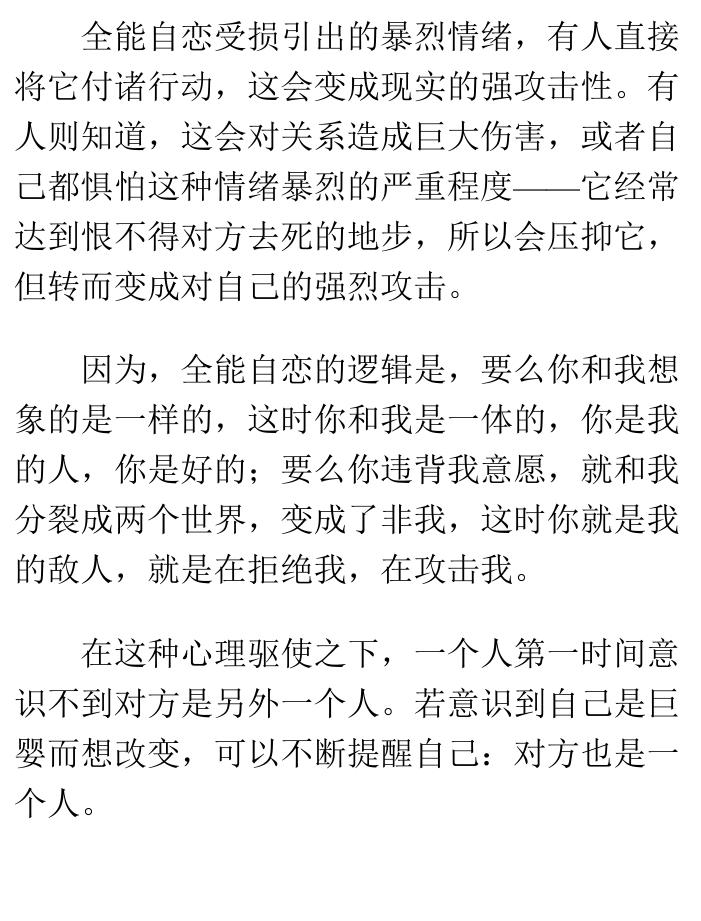 全能自恋受损引出的暴烈情绪，有人直接
将它付诸行动，这会变成现实的强攻击性。有
人则知道，这会对关系造成巨大伤害，或者自
己都惧怕这种情绪暴烈的严重程度——它经常
达到恨不得对方去死的地步，所以会压抑它，
但转而变成对自己的强烈攻击。
因为，全能自恋的逻辑是，要么你和我想
象的是一样的，这时你和我是一体的，你是我
的人，你是好的；要么你违背我意愿，就和我
分裂成两个世界，变成了非我，这时你就是我
的敌人，就是在拒绝我，在攻击我。
在这种心理驱使之下，一个人第一时间意
识不到对方是另外一个人。若意识到自己是巨
婴而想改变，可以不断提醒自己：对方也是一
个人。